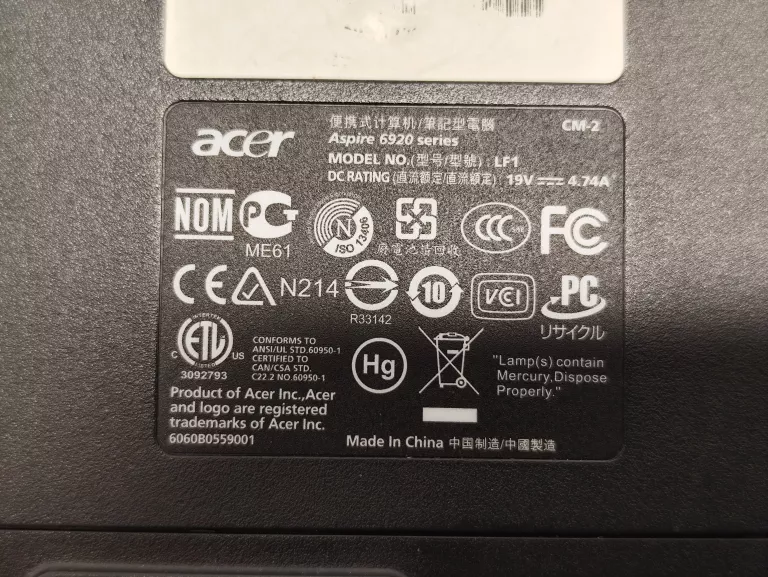 acer
便携式计算机/筆記型電腦
CM-2
Aspire 6920 series
MODEL NO.(型号/型號) : LF1
DC RATING (直流額定/直流額定) : 19V ⎓ 4.74A
NOM
ME61
N
ISO 13406
廢電池請回收
CCC
FC
CE
N214
R33142
10
VCI
PC
リサイクル
ETL
LISTED
C US
3092793
CONFORMS TO
ANSI/UL STD.60950-1
CERTIFIED TO
CAN/CSA STD.
C22.2 NO.60950-1
Hg
"Lamp(s) contain
Mercury,Dispose
Properly."
Product of Acer Inc.,Acer
and logo are registered
trademarks of Acer Inc.
6060B0559001
Made In China 中国制造/中國製造